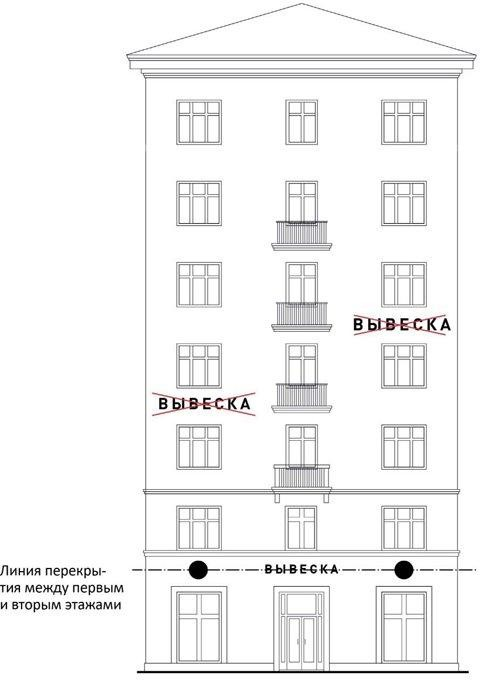 ВЫВЕСКА
ВЫВЕСКА
Линия перекры-
тия между первым
и вторым этажами
ВЫВЕСКА